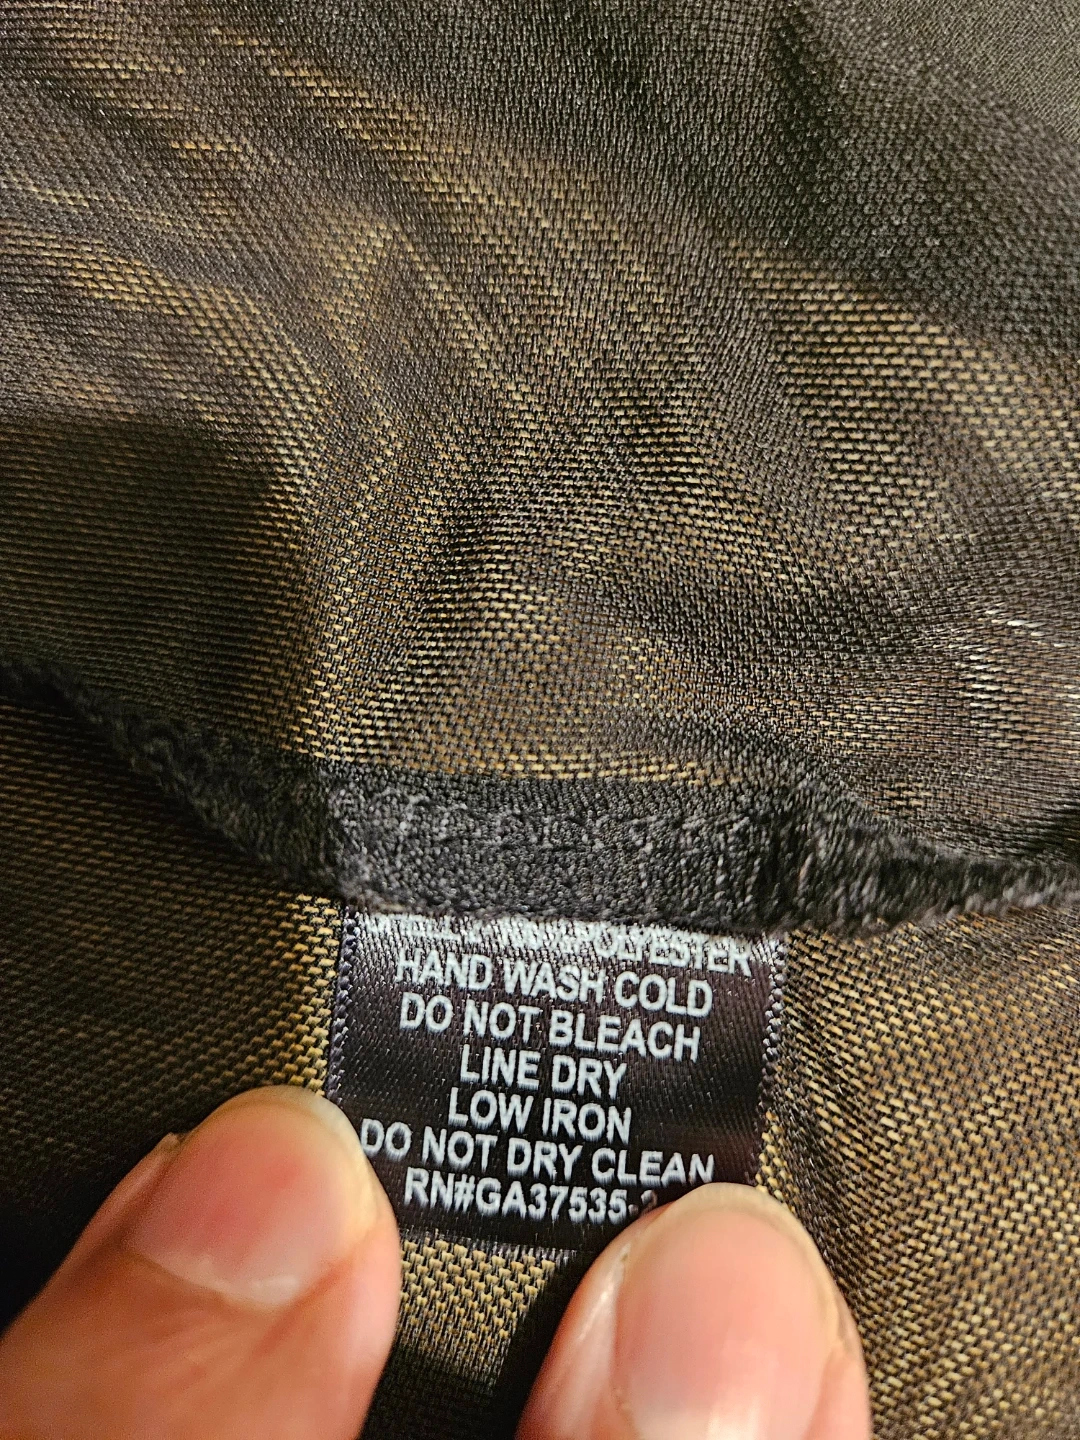 POLYESTER
HAND WASH COLD
DO NOT BLEACH
LINE DRY
LOW IRON
DO NOT DRY CLEAN
RN#GA37535-